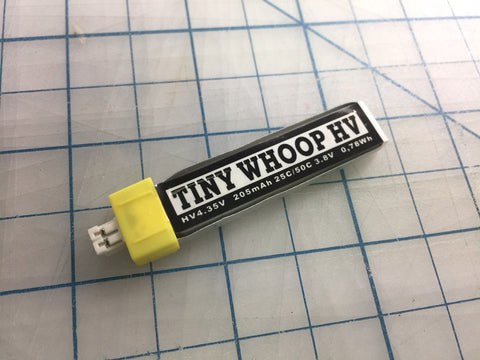 TINY WHOOP HV
HV4.35V 205mAh 25C/50C 3.8V 0,78Wh